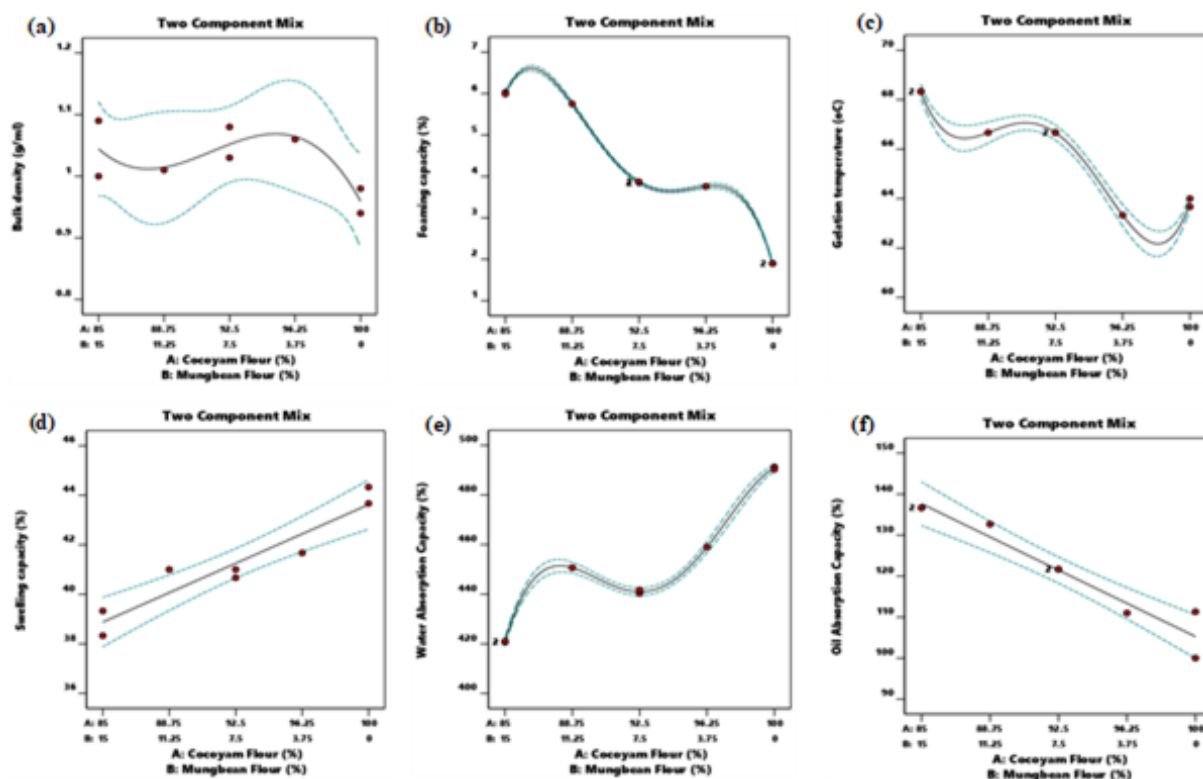 (a)
Two Component Mix
Bulk density (g/ml)
1.2
1.1
1
0.9
0.8
A: 85 88.75 92.5 96.25 100
B: 15 11.25 7.5 3.75 0
A: Cocoyam Flour (%)
B: Mungbean Flour (%)
(b)
Two Component Mix
Foaming capacity (%)
7
6
5
4
3
2
1
2
2
A: 85 88.75 92.5 96.25 100
B: 15 11.25 7.5 3.75 0
A: Cocoyam Flour (%)
B: Mungbean Flour (%)
(c)
Two Component Mix
Gelation temperature (oC)
70
68
66
64
62
60
2
2
A: 85 88.75 92.5 96.25 100
B: 15 11.25 7.5 3.75 0
A: Cocoyam Flour (%)
B: Mungbean Flour (%)
(d)
Two Component Mix
Swelling capacity (%)
46
44
42
40
38
36
A: 85 88.75 92.5 96.25 100
B: 15 11.25 7.5 3.75 0
A: Cocoyam Flour (%)
B: Mungbean Flour (%)
(e)
Two Component Mix
Water Absorption Capacity (%)
500
480
460
440
420
400
2
A: 85 88.75 92.5 96.25 100
B: 15 11.25 7.5 3.75 0
A: Cocoyam Flour (%)
B: Mungbean Flour (%)
(f)
Two Component Mix
Oil Absorption Capacity (%)
150
140
130
120
110
100
90
2
2
A: 85 88.75 92.5 96.25 100
B: 15 11.25 7.5 3.75 0
A: Cocoyam Flour (%)
B: Mungbean Flour (%)